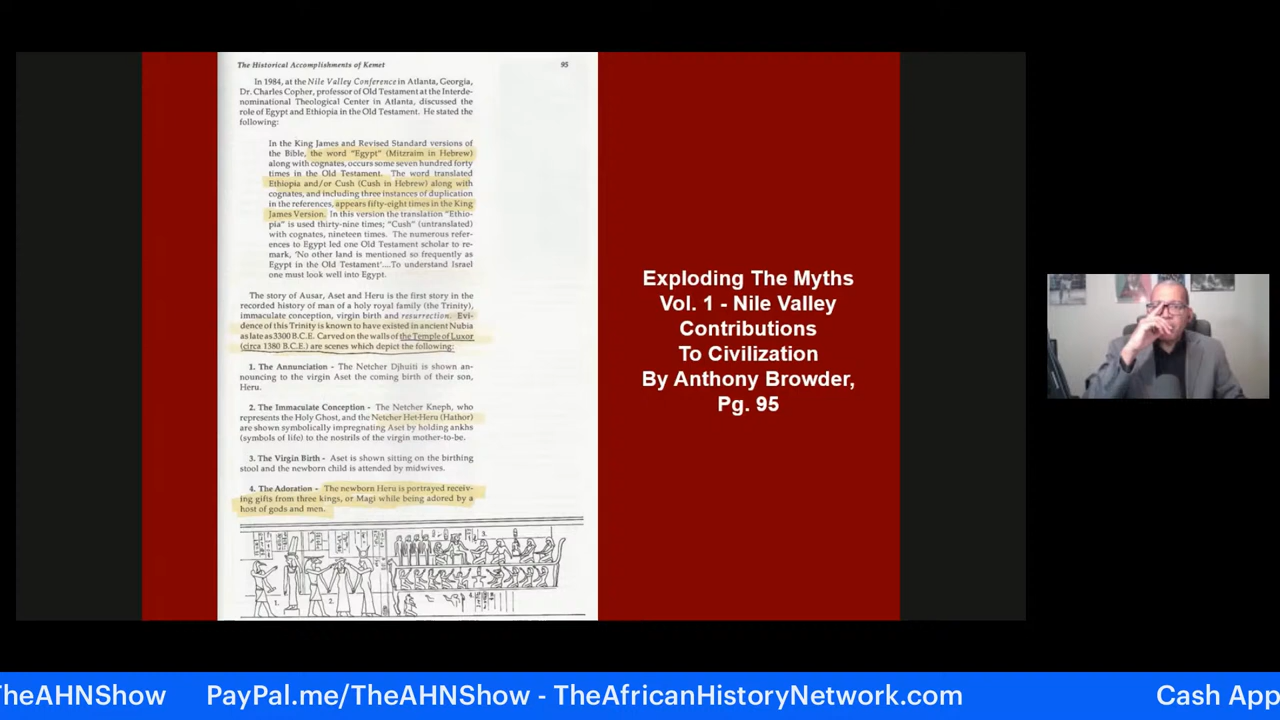 The Historical Accomplishments of Kemet 95
In 1984, at the Nile Valley Conference in Atlanta, Georgia,
Dr. Charles Copher, professor of Old Testament at the Interde-
nominational Theological Center in Atlanta, discussed the
role of Egypt and Ethiopia in the Old Testament. He stated the
following:
In the King James and Revised Standard versions of
the Bible, the word "Egypt" (Mitzraim in Hebrew)
along with cognates, occurs some seven hundred forty
times in the Old Testament. The word translated
Ethiopia and/or Cush (Cush in Hebrew) along with
cognates, and including three instances of duplication
in the references, appears fifty-eight times in the King
James Version. In this version the translation "Ethio-
pia" is used thirty-nine times; "Cush" (untranslated)
with cognates, nineteen times. The numerous refer-
ences to Egypt led one Old Testament scholar to re-
mark, 'No other land is mentioned so frequently as
Egypt in the Old Testament'...To understand Israel
one must look well into Egypt.
The story of Ausar, Aset and Heru is the first story in the
recorded history of man of a holy royal family (the Trinity),
immaculate conception, virgin birth and resurrection. Evi-
dence of this Trinity is known to have existed in ancient Nubia
as late as 3300 B.C.E. Carved on the walls of the Temple of Luxor
(circa 1380 B.C.E.) are scenes which depict the following:
1. The Annunciation - The Netcher Djhuiti is shown an-
nouncing to the virgin Aset the coming birth of their son,
Heru.
2. The Immaculate Conception - The Netcher Kneph, who
represents the Holy Ghost, and the Netcher Het-Heru (Hathor)
are shown symbolically impregnating Aset by holding ankhs
(symbols of life) to the nostrils of the virgin mother-to-be.
3. The Virgin Birth - Aset is shown sitting on the birthing
stool and the newborn child is attended by midwives.
4. The Adoration - The newborn Heru is portrayed receiv-
ing gifts from three kings, or Magi while being adored by a
host of gods and men.
1. 2. 3.
Exploding The Myths
Vol. 1 - Nile Valley
Contributions
To Civilization
By Anthony Browder,
Pg. 95
TheAHNShow PayPal.me/TheAHNShow - TheAfricanHistoryNetwork.com Cash App